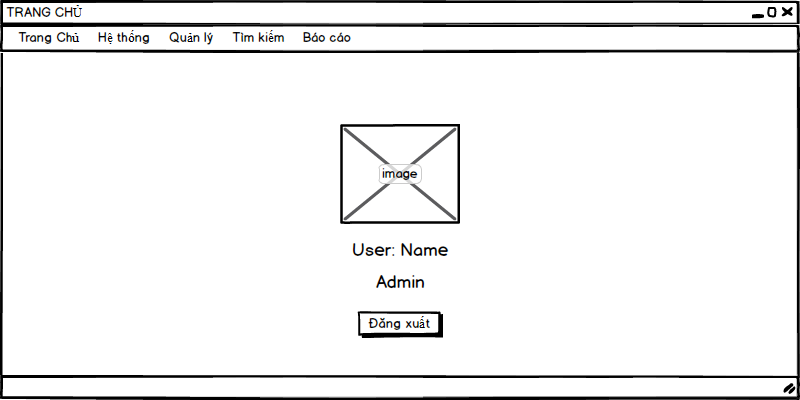 TRANG CHỦ
Trang Chủ Hệ thống Quản lý Tìm kiếm Báo cáo
image
User: Name
Admin
Đăng xuất